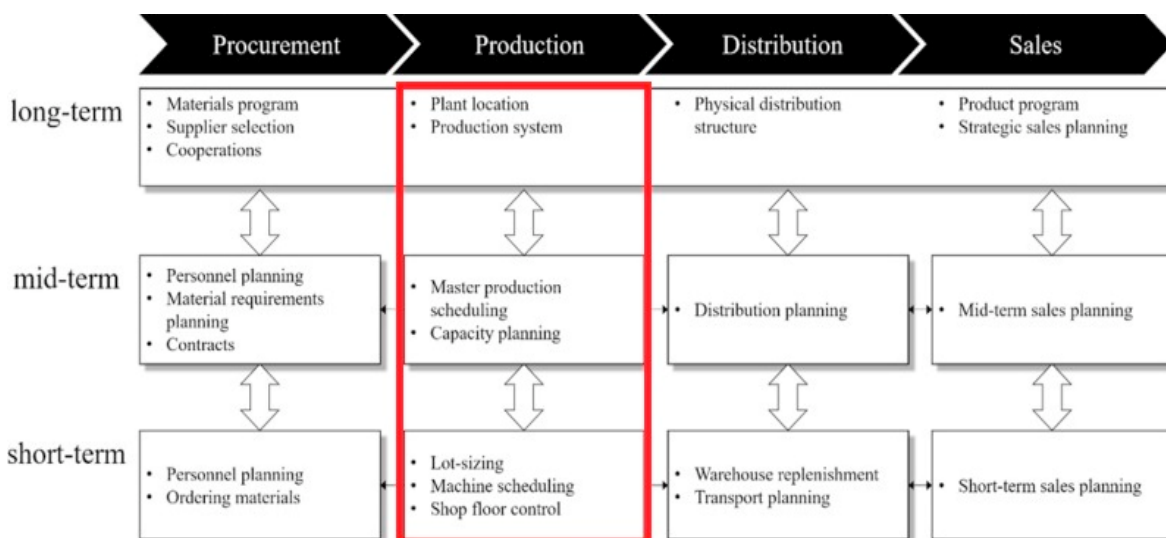 Procurement
Production
Distribution
Sales
long-term
• Materials program
• Supplier selection
• Cooperations
• Plant location
• Production system
• Physical distribution
structure
• Product program
• Strategic sales planning
mid-term
• Personnel planning
• Material requirements
planning
• Contracts
• Master production
scheduling
• Capacity planning
• Distribution planning
• Mid-term sales planning
short-term
• Personnel planning
• Ordering materials
• Lot-sizing
• Machine scheduling
• Shop floor control
• Warehouse replenishment
• Transport planning
• Short-term sales planning